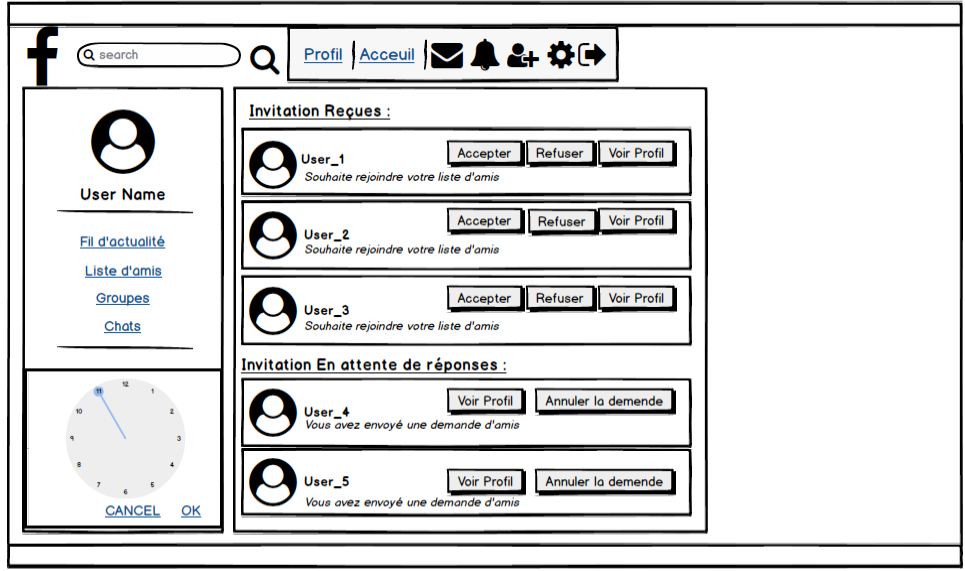 f
search
Profil Acceuil
User Name
Fil d'actualité
Liste d'amis
Groupes
Chats
12
11 1
10 2
9 3
8 4
7 5
6
CANCEL OK
Invitation Reçues :
User_1
Souhaite rejoindre votre liste d'amis
Accepter Refuser Voir Profil
User_2
Souhaite rejoindre votre liste d'amis
Accepter Refuser Voir Profil
User_3
Souhaite rejoindre votre liste d'amis
Accepter Refuser Voir Profil
Invitation En attente de réponses :
User_4
Vous avez envoyé une demande d'amis
Voir Profil Annuler la demende
User_5
Vous avez envoyé une demande d'amis
Voir Profil Annuler la demende